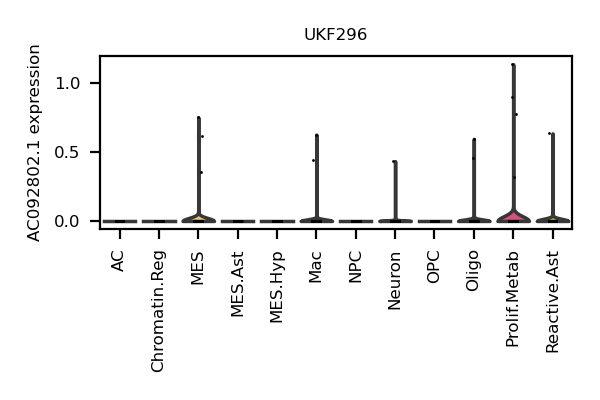 UKF296
AC092802.1 expression
1.0
0.5
0.0
AC
Chromatin.Reg
MES
MES.Ast
MES.Hyp
Mac
NPC
Neuron
OPC
Oligo
Prolif.Metab
Reactive.Ast